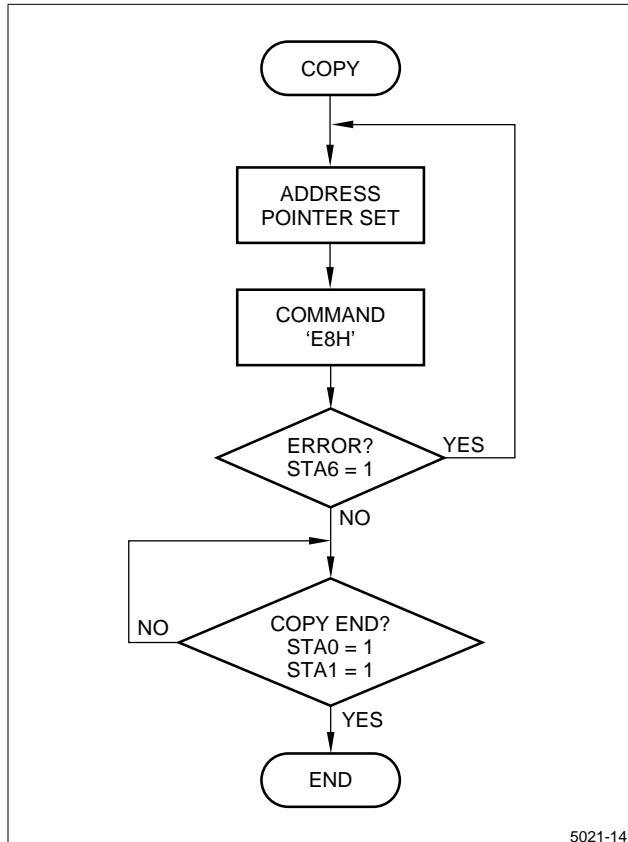 COPY
ADDRESS
POINTER SET
COMMAND
‘E8H’
ERROR?
STA6 = 1
YES
NO
COPY END?
STA0 = 1
STA1 = 1
NO
YES
END
5021-14